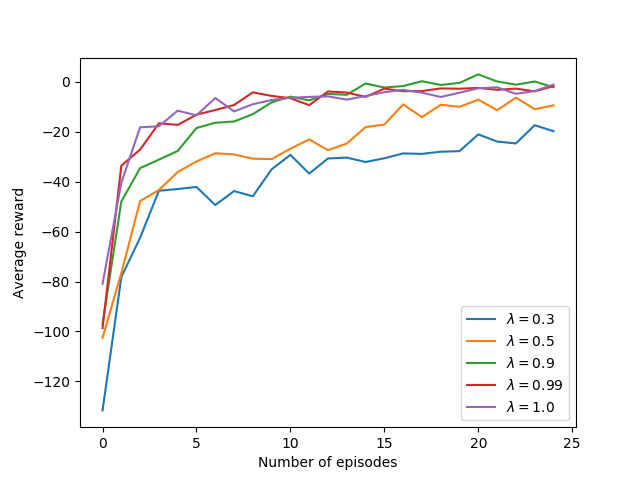 0
−20
−40
−60
−80
−100
−120
Average reward
0
5
10
15
20
25
Number of episodes
λ = 0.3
λ = 0.5
λ = 0.9
λ = 0.99
λ = 1.0